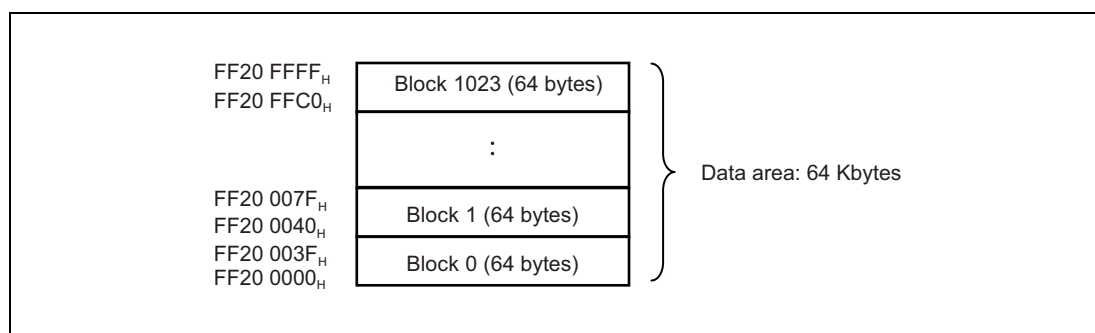 FF20 FFFFH
Block 1023 (64 bytes)
FF20 FFC0H
:
Data area: 64 Kbytes
FF20 007FH
Block 1 (64 bytes)
FF20 0040H
FF20 003FH
Block 0 (64 bytes)
FF20 0000H